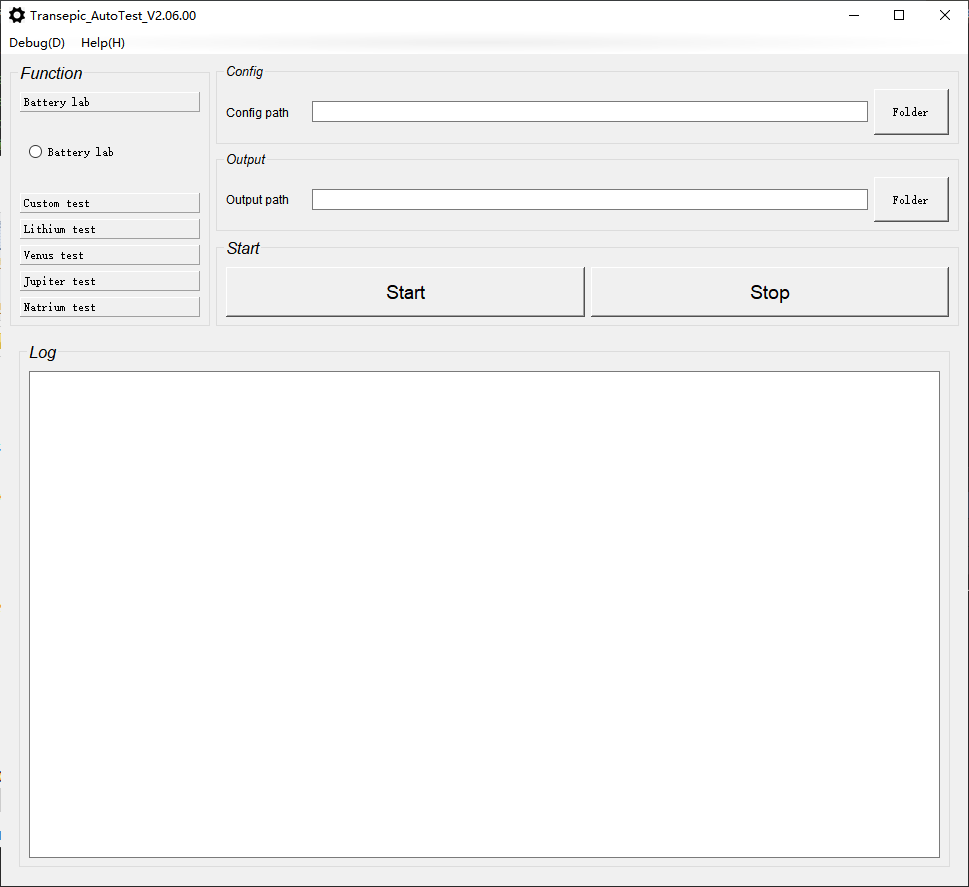 Transepic_AutoTest_V2.06.00
Debug(D) Help(H)
Function
Battery lab
Battery lab
Custom test
Lithium test
Venus test
Jupiter test
Natrium test
Config
Config path
Folder
Output
Output path
Folder
Start
Start
Stop
Log